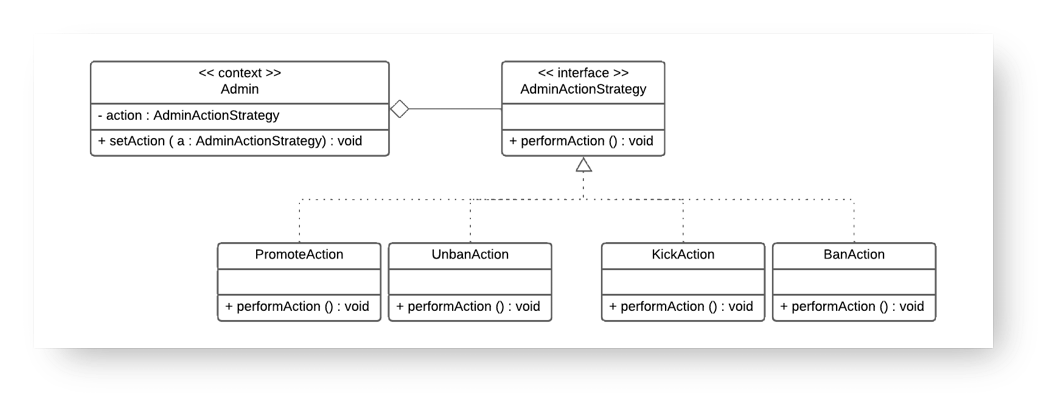 << context >>
Admin
- action : AdminActionStrategy
+ setAction ( a : AdminActionStrategy) : void
<< interface >>
AdminActionStrategy
+ performAction () : void
PromoteAction
+ performAction () : void
UnbanAction
+ performAction () : void
KickAction
+ performAction () : void
BanAction
+ performAction () : void